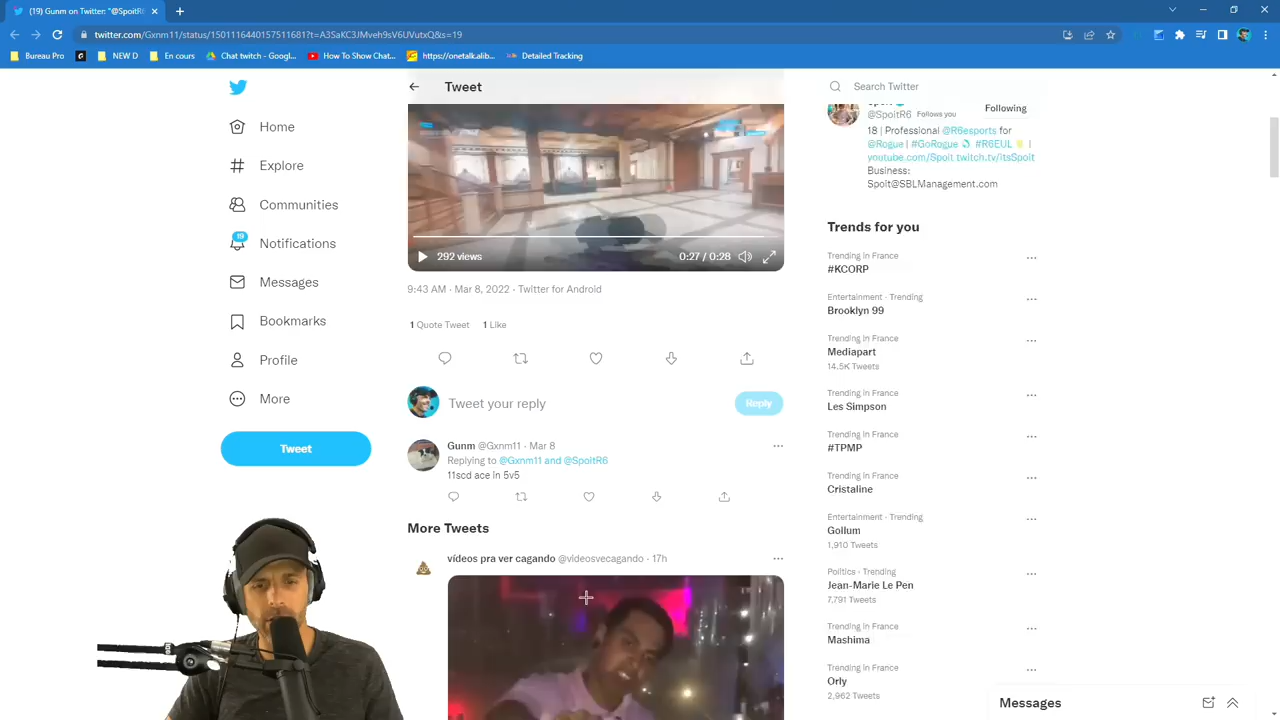 (19) Gunm on Twitter: "@SpoitR6
twitter.com/Gxnm11/status/1501116440157511681?t=A3SaKC3JMveh9sV6UVutxQ&s=19
Bureau Pro
NEW D
En cours
Chat twitch - Googl...
How To Show Chat...
https://onetalk.alib...
Detailed Tracking
Home
Explore
Communities
19
Notifications
Messages
Bookmarks
Profile
More
Tweet
Tweet
292 views
0:27 / 0:28
9:43 AM · Mar 8, 2022 · Twitter for Android
1 Quote Tweet
1 Like
Tweet your reply
Reply
Gunm @Gxnm11 · Mar 8
Replying to @Gxnm11 and @SpoitR6
11scd ace in 5v5
More Tweets
vídeos pra ver cagando @videosvecagando · 17h
Search Twitter
@SpoitR6 Follows you
Following
18 | Professional @R6esports for
@Rogue | #GoRogue #R6EUL |
youtube.com/Spoit twitch.tv/itsSpoit
Business:
Spoit@SBLManagement.com
Trends for you
Trending in France
#KCORP
Entertainment · Trending
Brooklyn 99
Trending in France
Mediapart
14.5K Tweets
Trending in France
Les Simpson
Trending in France
#TPMP
Trending in France
Cristaline
Entertainment · Trending
Gollum
1,910 Tweets
Politics · Trending
Jean-Marie Le Pen
7,791 Tweets
Trending in France
Mashima
Trending in France
Orly
2,962 Tweets
Messages